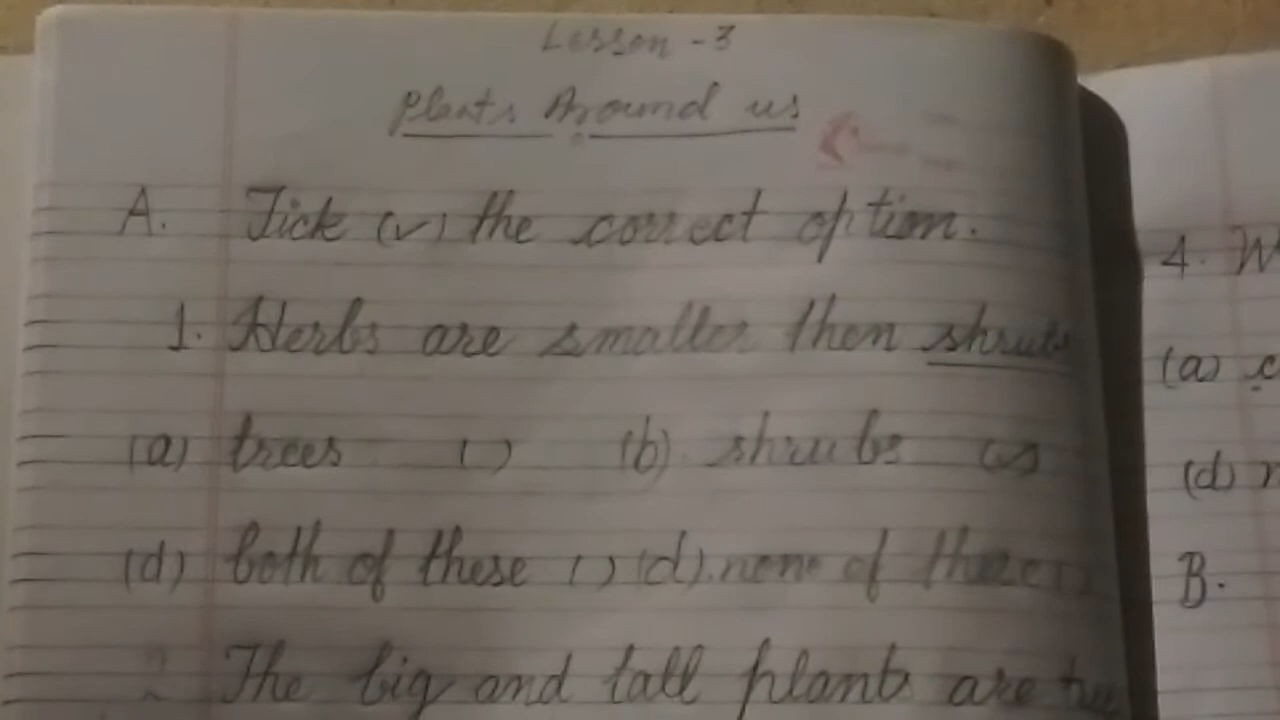 Lesson - 3
Plants Around us
A. Tick (✓) the correct option.
1. Herbs are smaller then shrubs
(a) trees ( ) (b) shrubs (✓)
(d) both of these ( ) (d) none of these ( )
The big and tall plants are
4. W
(a) c
(d) n
B.